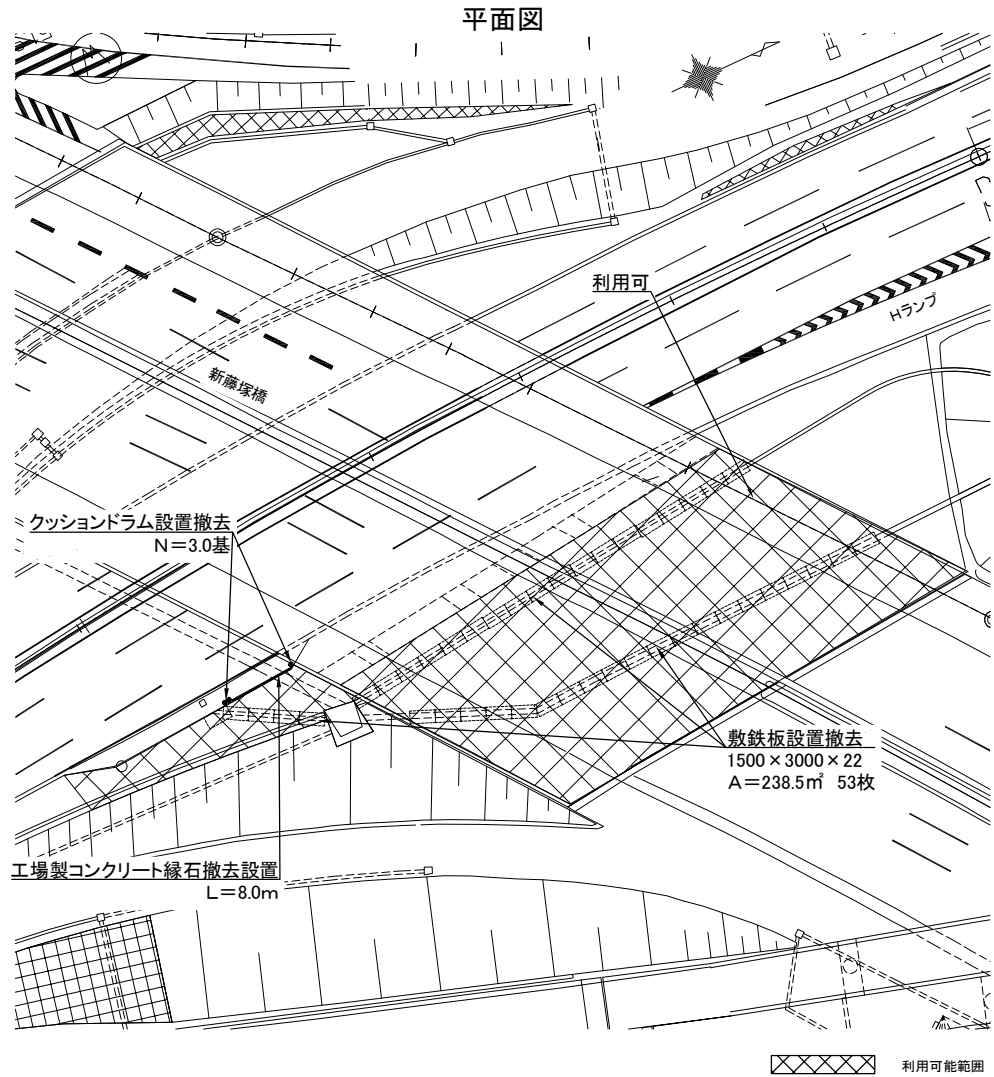 平面図
利用可
Hランプ
新藤塚橋
クッションドラム設置撤去
N=3.0基
敷鉄板設置撤去
1500×3000×22
A=238.5㎡ 53枚
工場製コンクリート縁石撤去設置
L=8.0m
利用可能範囲